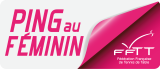 PING au
FÉMININ
FFTT
Fédération Française
de Tennis de Table